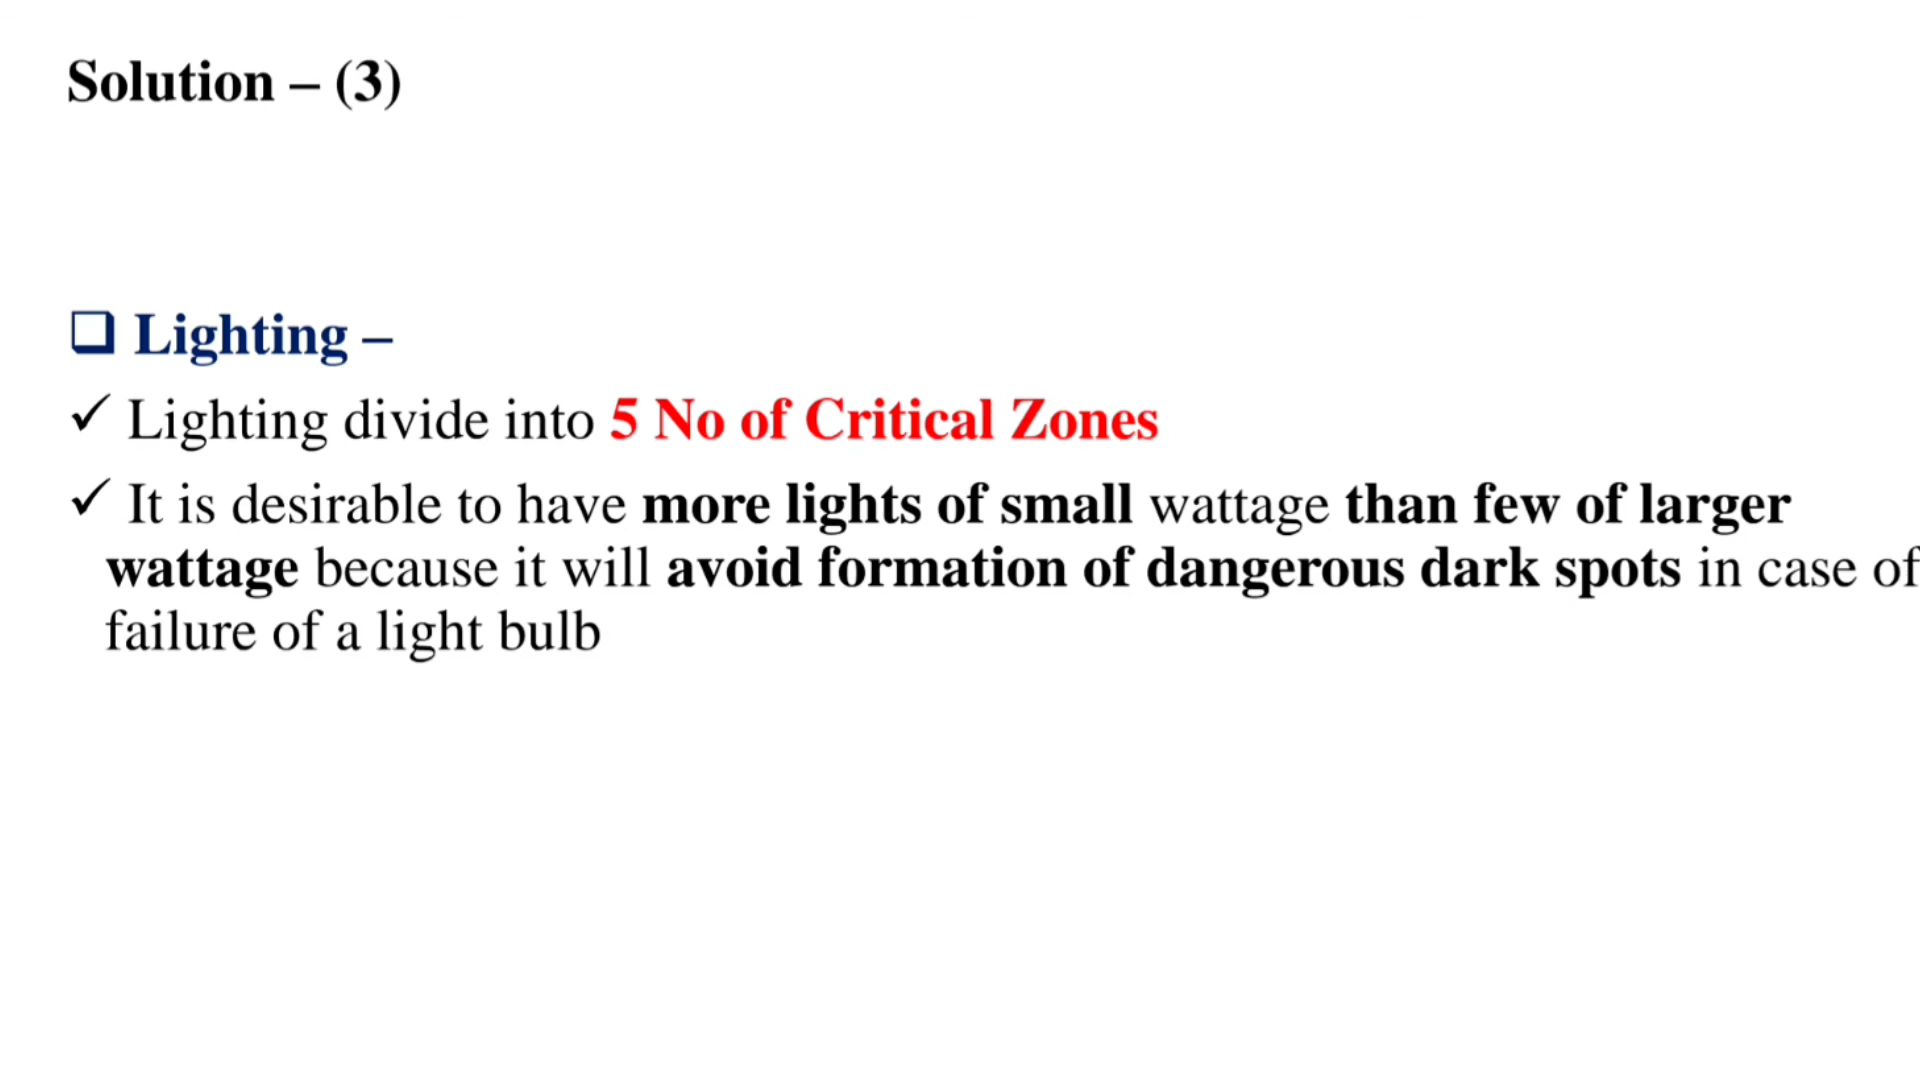 Solution – (3)
❑ Lighting –
✓ Lighting divide into 5 No of Critical Zones
✓ It is desirable to have more lights of small wattage than few of larger
wattage because it will avoid formation of dangerous dark spots in case of
failure of a light bulb